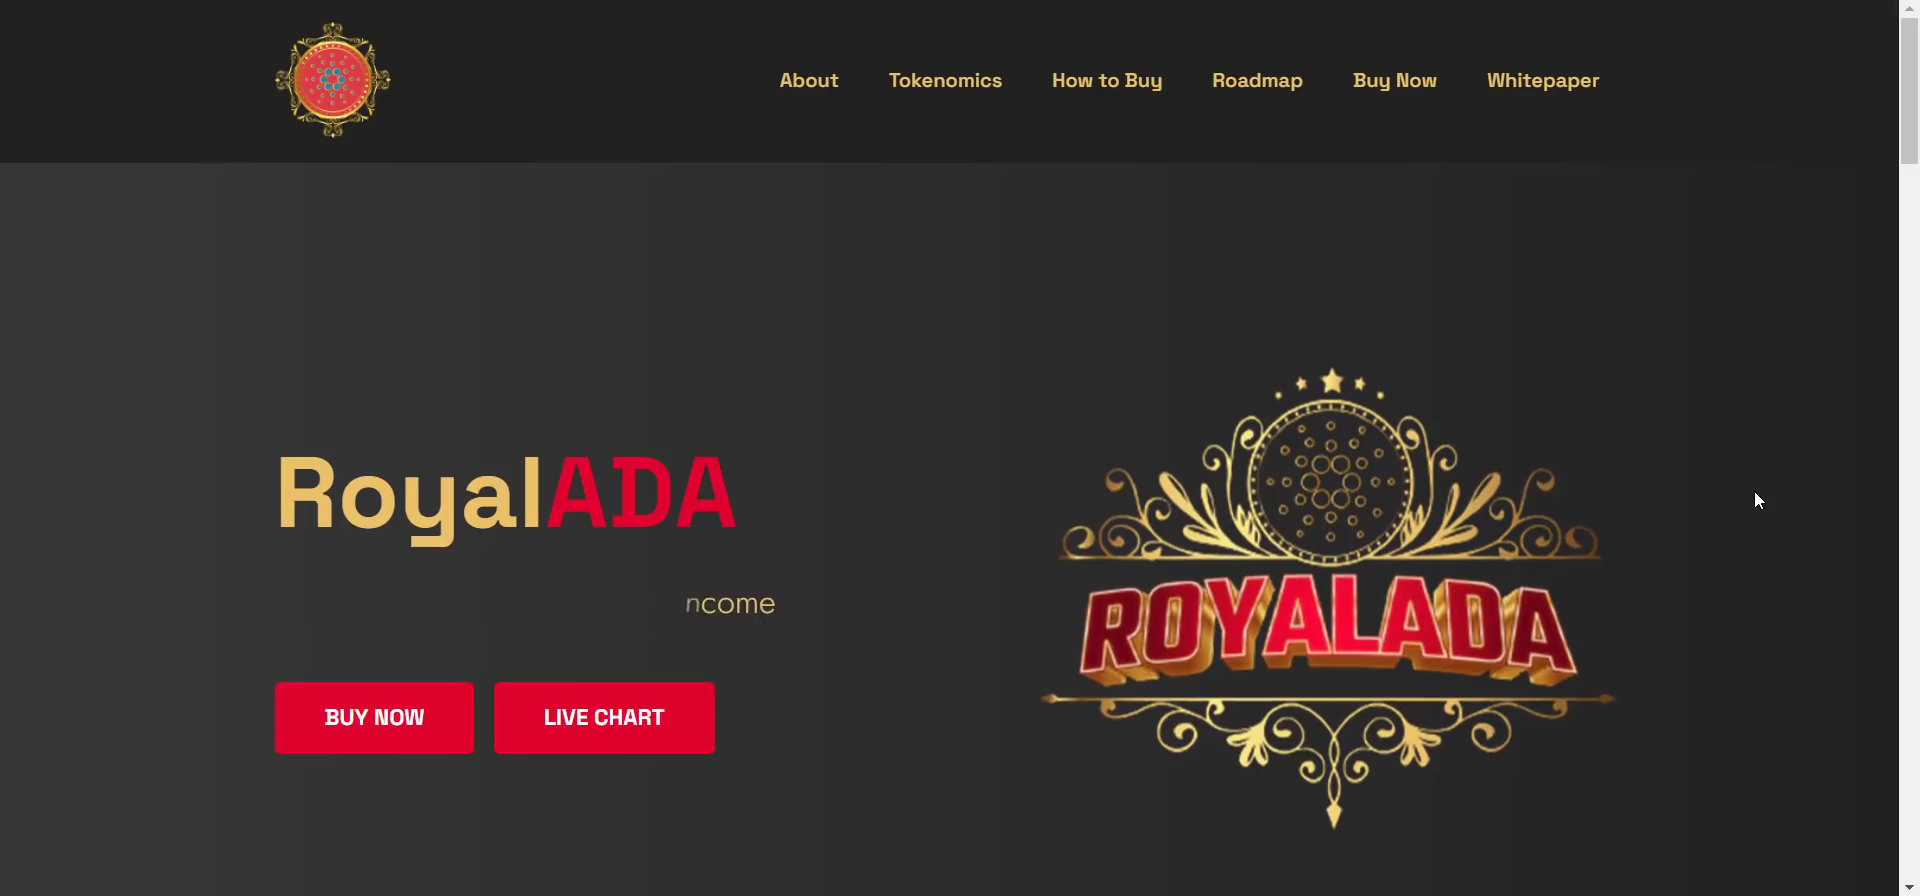 About Tokenomics How to Buy Roadmap Buy Now Whitepaper
RoyalADA
ncome
BUY NOW LIVE CHART
ROYALADA